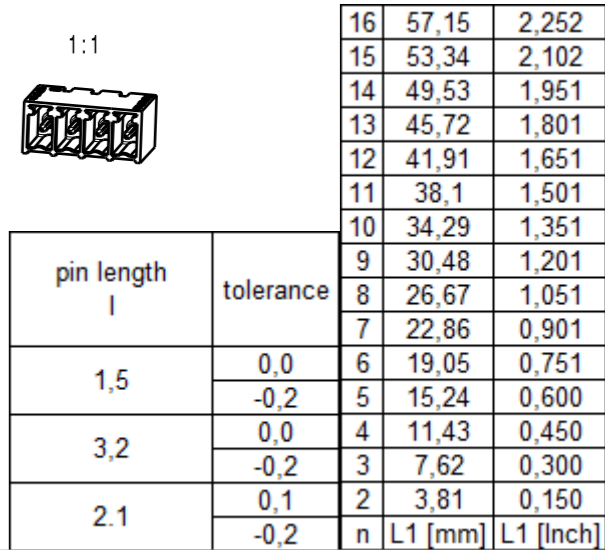 1:1
16 57,15 2,252
15 53,34 2,102
14 49,53 1,951
13 45,72 1,801
12 41,91 1,651
11 38,1 1,501
10 34,29 1,351
9 30,48 1,201
8 26,67 1,051
7 22,86 0,901
6 19,05 0,751
5 15,24 0,600
4 11,43 0,450
3 7,62 0,300
2 3,81 0,150
n L1 [mm] L1 [Inch]
pin length
l
tolerance
1,5
0,0
-0,2
3,2
0,0
-0,2
2.1
0,1
-0,2